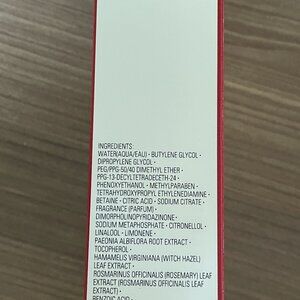 INGREDIENTS:
WATER(AQUA/EAU)・BUTYLENE GLYCOL・
DIPROPYLENE GLYCOL・
PEG/PPG-50/40 DIMETHYL ETHER・
PPG-13-DECYLTETRADECETH-24・
PHENOXYETHANOL・METHYLPARABEN・
TETRAHYDROXYPROPYL ETHYLENEDIAMINE・
BETAINE・CITRIC ACID・SODIUM CITRATE・
FRAGRANCE (PARFUM)・
DIMORPHOLINOPYRIDAZINONE・
SODIUM METAPHOSPHATE・CITRONELLOL・
LINALOOL・LIMONENE・
PAEONIA ALBIFLORA ROOT EXTRACT・
TOCOPHEROL・
HAMAMELIS VIRGINIANA (WITCH HAZEL)
LEAF EXTRACT・
ROSMARINUS OFFICINALIS (ROSEMARY) LEAF
EXTRACT (ROSMARINUS OFFICINALIS LEAF
EXTRACT)・
BENZOIC ACID・